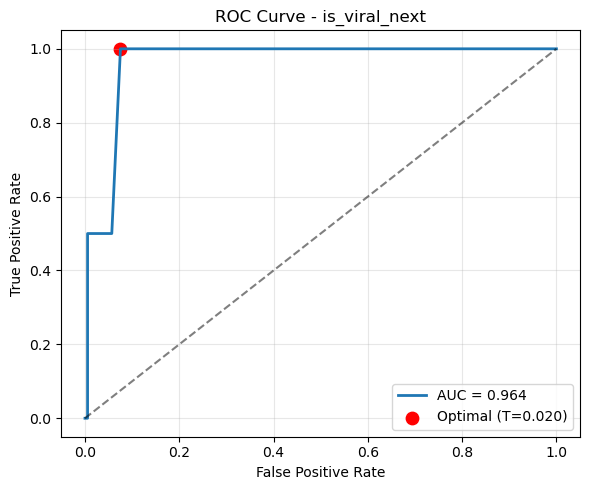 ROC Curve - is_viral_next
True Positive Rate
1.0
0.8
0.6
0.4
0.2
0.0
AUC = 0.964
Optimal (T=0.020)
0.0 0.2 0.4 0.6 0.8 1.0
False Positive Rate